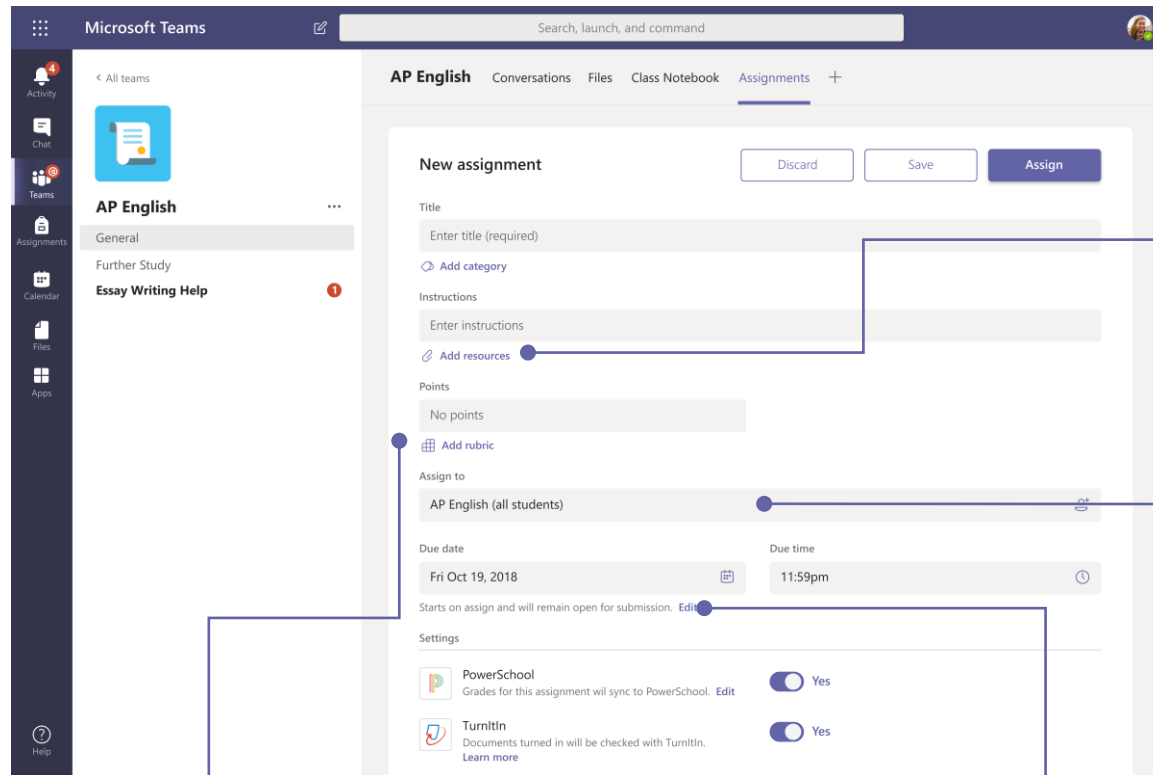 Microsoft Teams
Search, launch, and command
4
Activity
Chat
@
Teams
Assignments
Calendar
Files
Apps
Help
< All teams
AP English
...
General
Further Study
Essay Writing Help
1
AP English Conversations Files Class Notebook Assignments +
New assignment
Discard
Save
Assign
Title
Enter title (required)
Add category
Instructions
Enter instructions
Add resources
Points
No points
Add rubric
Assign to
AP English (all students)
Due date
Fri Oct 19, 2018
Due time
11:59pm
Starts on assign and will remain open for submission. Edit
Settings
PowerSchool
Grades for this assignment wil sync to PowerSchool. Edit
Yes
TurnItIn
Documents turned in will be checked with TurnItIn.
Learn more
Yes